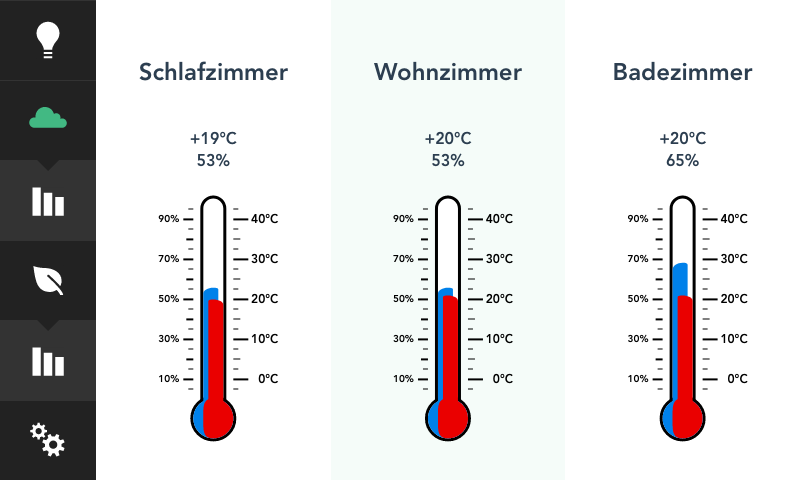 Schlafzimmer
+19°C
53%
90% 40°C
70% 30°C
50% 20°C
30% 10°C
10% 0°C
Wohnzimmer
+20°C
53%
90% 40°C
70% 30°C
50% 20°C
30% 10°C
10% 0°C
Badezimmer
+20°C
65%
90% 40°C
70% 30°C
50% 20°C
30% 10°C
10% 0°C